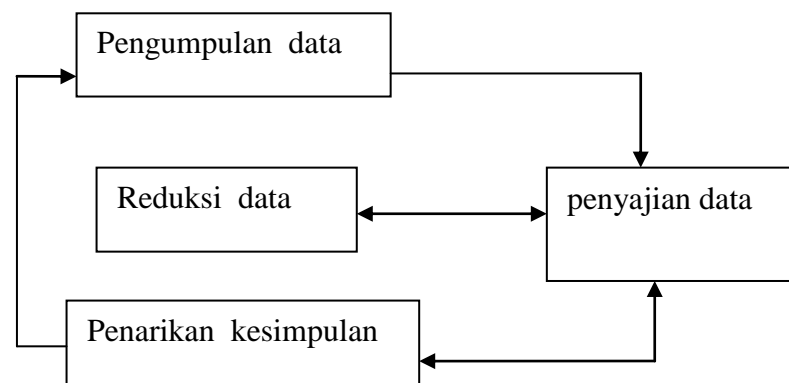 Pengumpulan data
Reduksi data
penyajian data
Penarikan kesimpulan